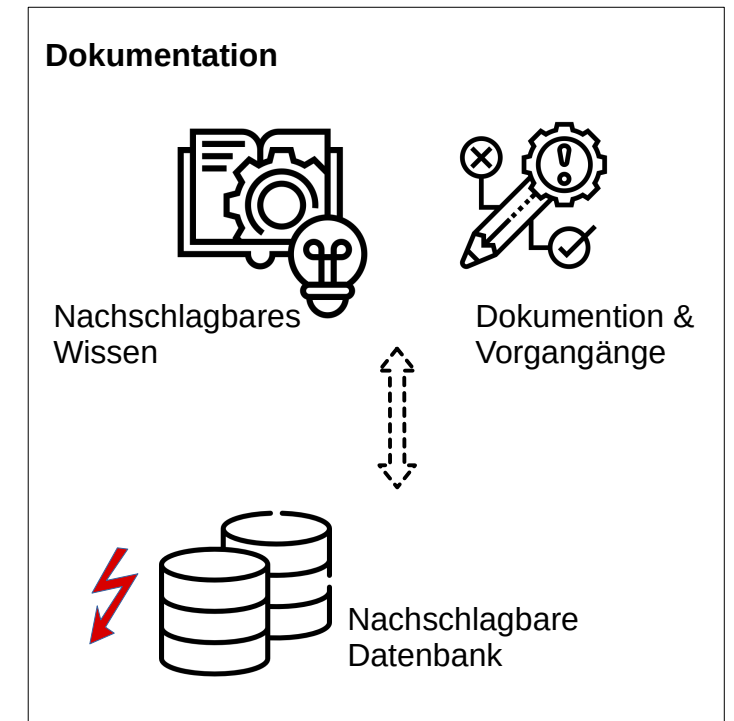 Dokumentation
Nachschlagbares
Wissen
Dokumention &
Vorgangänge
Nachschlagbare
Datenbank